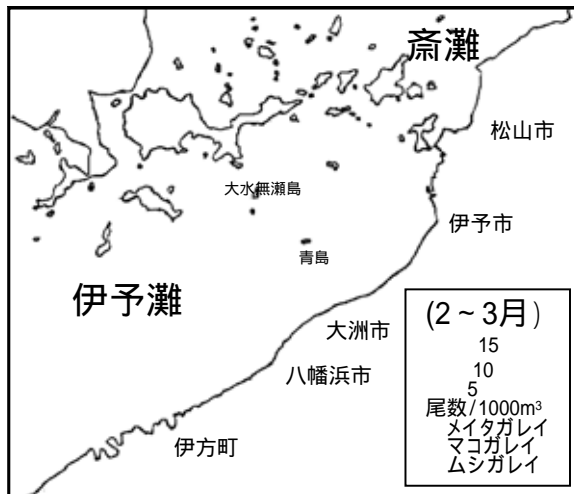 斎灘
松山市
大水無瀬島
伊予市
青島
伊予灘
大洲市
八幡浜市
伊方町
(2~3月)
15
10
5
尾数/1000m³
メイタガレイ
マコガレイ
ムシガレイ